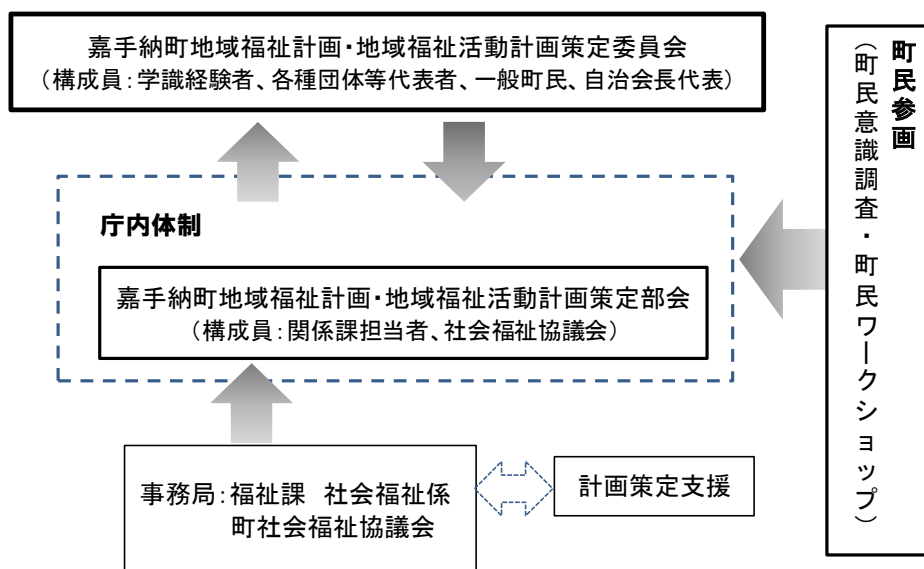 嘉手納町地域福祉計画・地域福祉活動計画策定委員会
（構成員：学識経験者、各種団体等代表者、一般町民、自治会長代表）
町民参画
（町民意識調査・町民ワークショップ）
庁内体制
嘉手納町地域福祉計画・地域福祉活動計画策定部会
（構成員：関係課担当者、社会福祉協議会）
事務局：福祉課　社会福祉係
町社会福祉協議会
計画策定支援